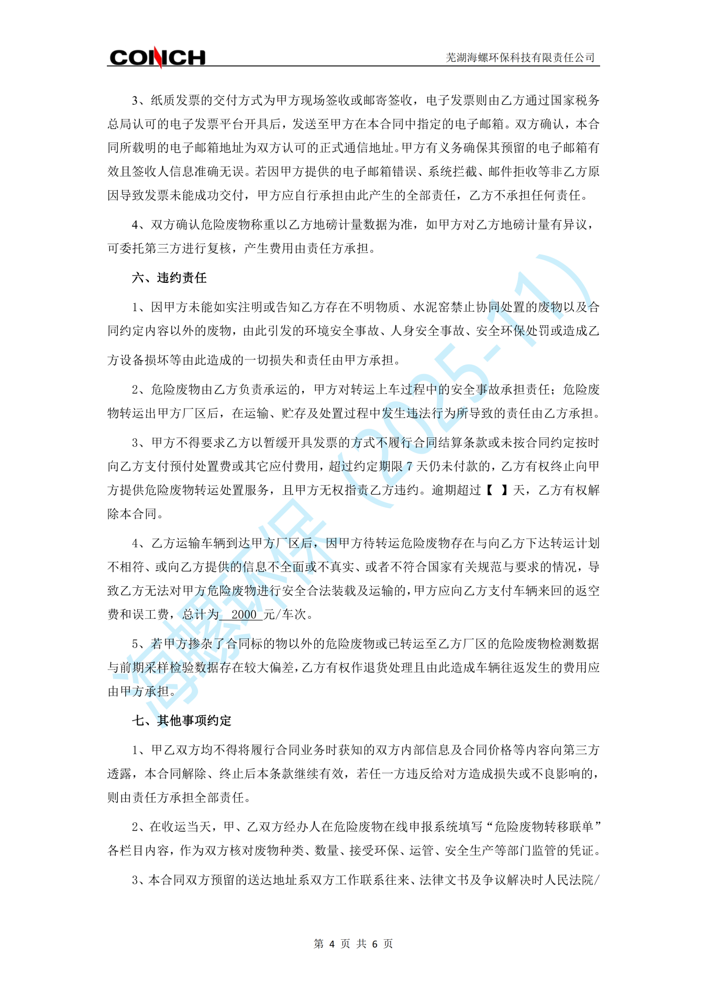 CONCH
芜湖海螺环保科技有限责任公司
3、纸质发票的交付方式为甲方现场签收或邮寄签收，电子发票则由乙方通过国家税务
总局认可的电子发票平台开具后，发送至甲方在本合同中指定的电子邮箱。双方确认，本合
同所载明的电子邮箱地址为双方认可的正式通信地址。甲方有义务确保其预留的电子邮箱有
效且签收人信息准确无误。若因甲方提供的电子邮箱错误、系统拦截、邮件拒收等非乙方原
因导致发票未能成功交付，甲方应自行承担由此产生的全部责任，乙方不承担任何责任。
4、双方确认危险废物称重以乙方地磅计量数据为准，如甲方对乙方地磅计量有异议，
可委托第三方进行复核，产生费用由责任方承担。
六、违约责任
1、因甲方未能如实注明或告知乙方存在不明物质、水泥窑禁止协同处置的废物以及合
同约定内容以外的废物，由此引发的环境安全事故、人身安全事故、安全环保处罚或造成乙
方设备损坏等由此造成的一切损失和责任由甲方承担。
2、危险废物由乙方负责承运的，甲方对转运上车过程中的安全事故承担责任；危险废
物转运出甲方厂区后，在运输、贮存及处置过程中发生违法行为所导致的责任由乙方承担。
3、甲方不得要求乙方以暂缓开具发票的方式不履行合同结算条款或未按合同约定按时
向乙方支付预付处置费或其它应付费用，超过约定期限 7 天仍未付款的，乙方有权终止向甲
方提供危险废物转运处置服务，且甲方无权指责乙方违约。逾期超过【 】天，乙方有权解
除本合同。
4、乙方运输车辆到达甲方厂区后，因甲方待转运危险废物存在与向乙方下达转运计划
不相符、或向乙方提供的信息不全面或不真实、或者不符合国家有关规范与要求的情况，导
致乙方无法对甲方危险废物进行安全合法装载及运输的，甲方应向乙方支付车辆来回的返空
费和误工费，总计为 2000 元/车次。
5、若甲方掺杂了合同标的物以外的危险废物或已转运至乙方厂区的危险废物检测数据
与前期采样检验数据存在较大偏差，乙方有权作退货处理且由此造成车辆往返发生的费用应
由甲方承担。
七、其他事项约定
1、甲乙双方均不得将履行合同业务时获知的双方内部信息及合同价格等内容向第三方
透露，本合同解除、终止后本条款继续有效，若任一方违反给对方造成损失或不良影响的，
则由责任方承担全部责任。
2、在收运当天，甲、乙双方经办人在危险废物在线申报系统填写“危险废物转移联单”
各栏目内容，作为双方核对废物种类、数量、接受环保、运管、安全生产等部门监管的凭证。
3、本合同双方预留的送达地址系双方工作联系往来、法律文书及争议解决时人民法院/
海螺环保（2025-11）
第 4 页 共 6 页